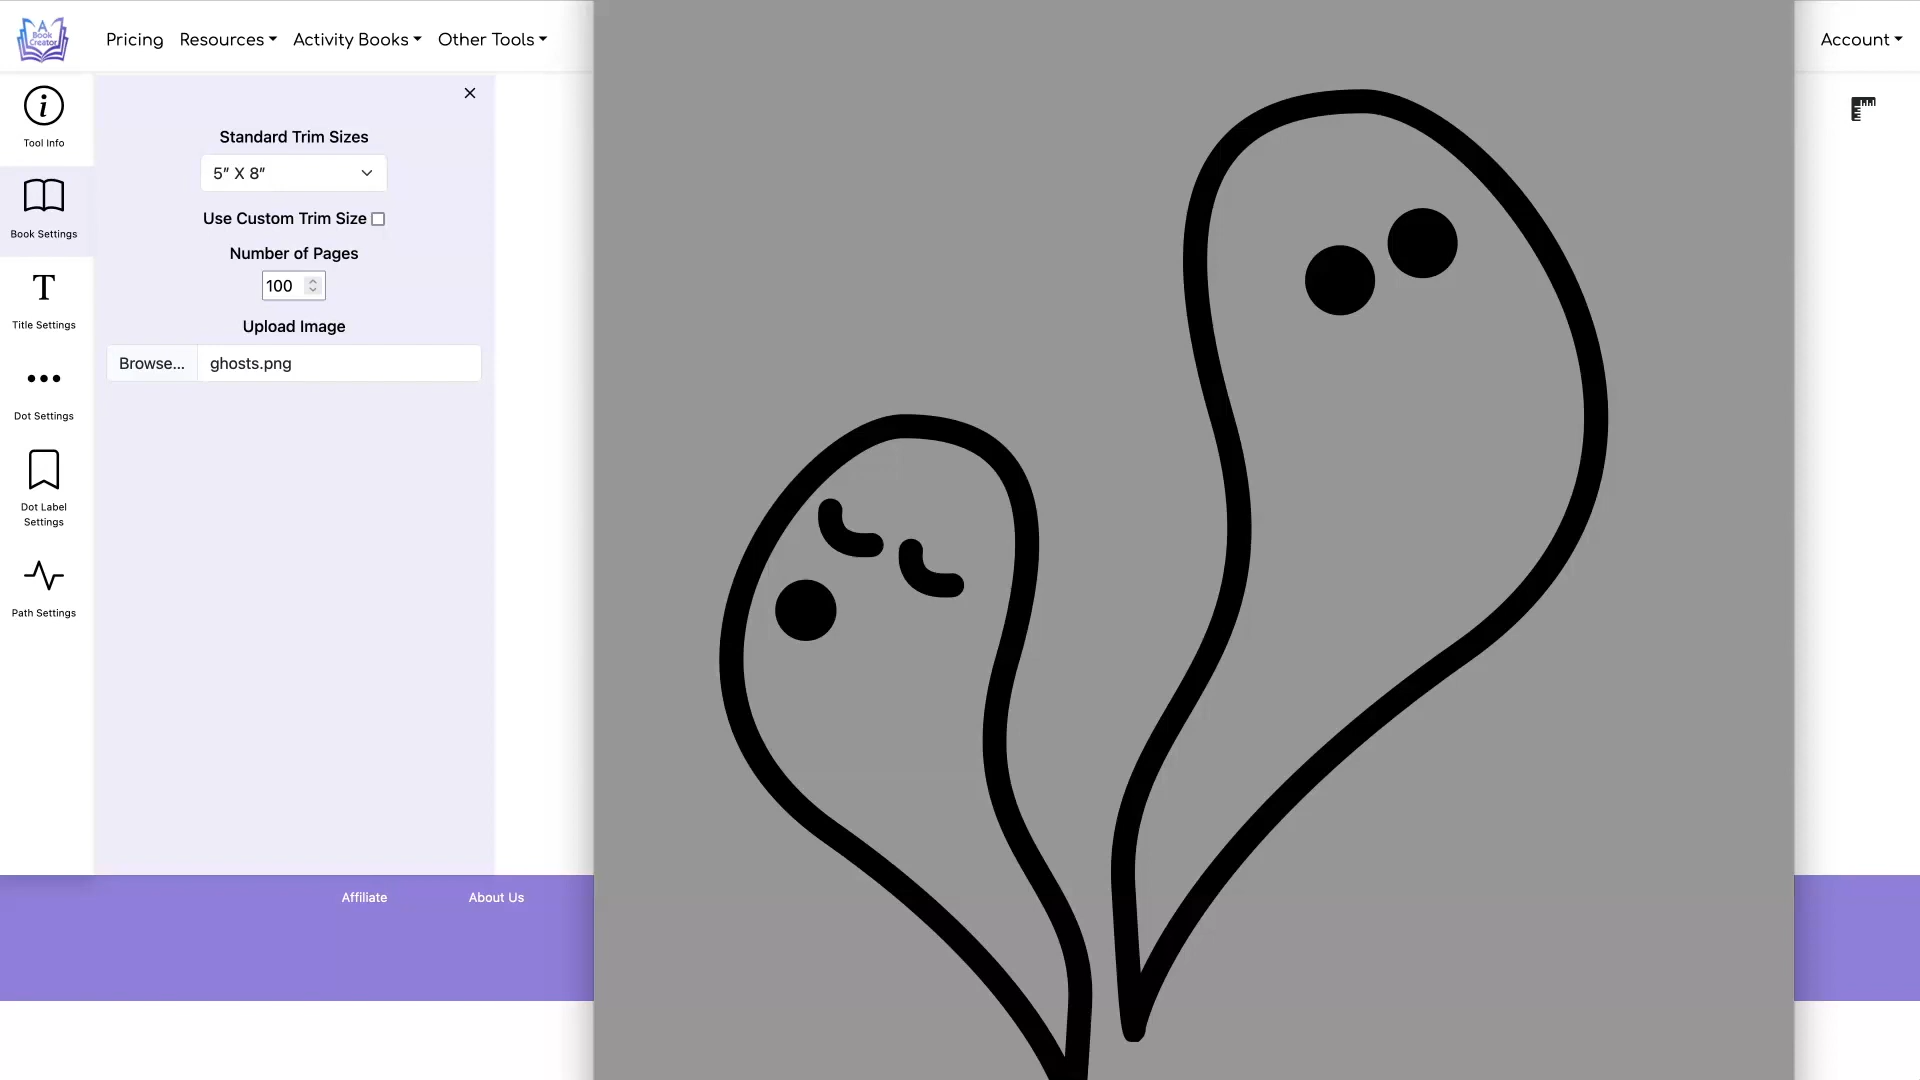 A
Book
Creator
Pricing
Resources
Activity Books
Other Tools
Account
Tool Info
Book Settings
Title Settings
Dot Settings
Dot Label
Settings
Path Settings
Standard Trim Sizes
5" X 8"
Use Custom Trim Size
Number of Pages
100
Upload Image
Browse... ghosts.png
Affiliate
About Us